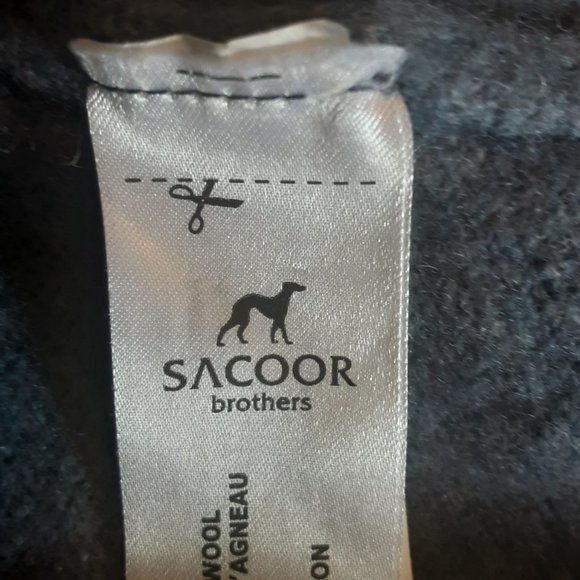 SACOOR
brothers
WOOL
'AGNEAU
ON